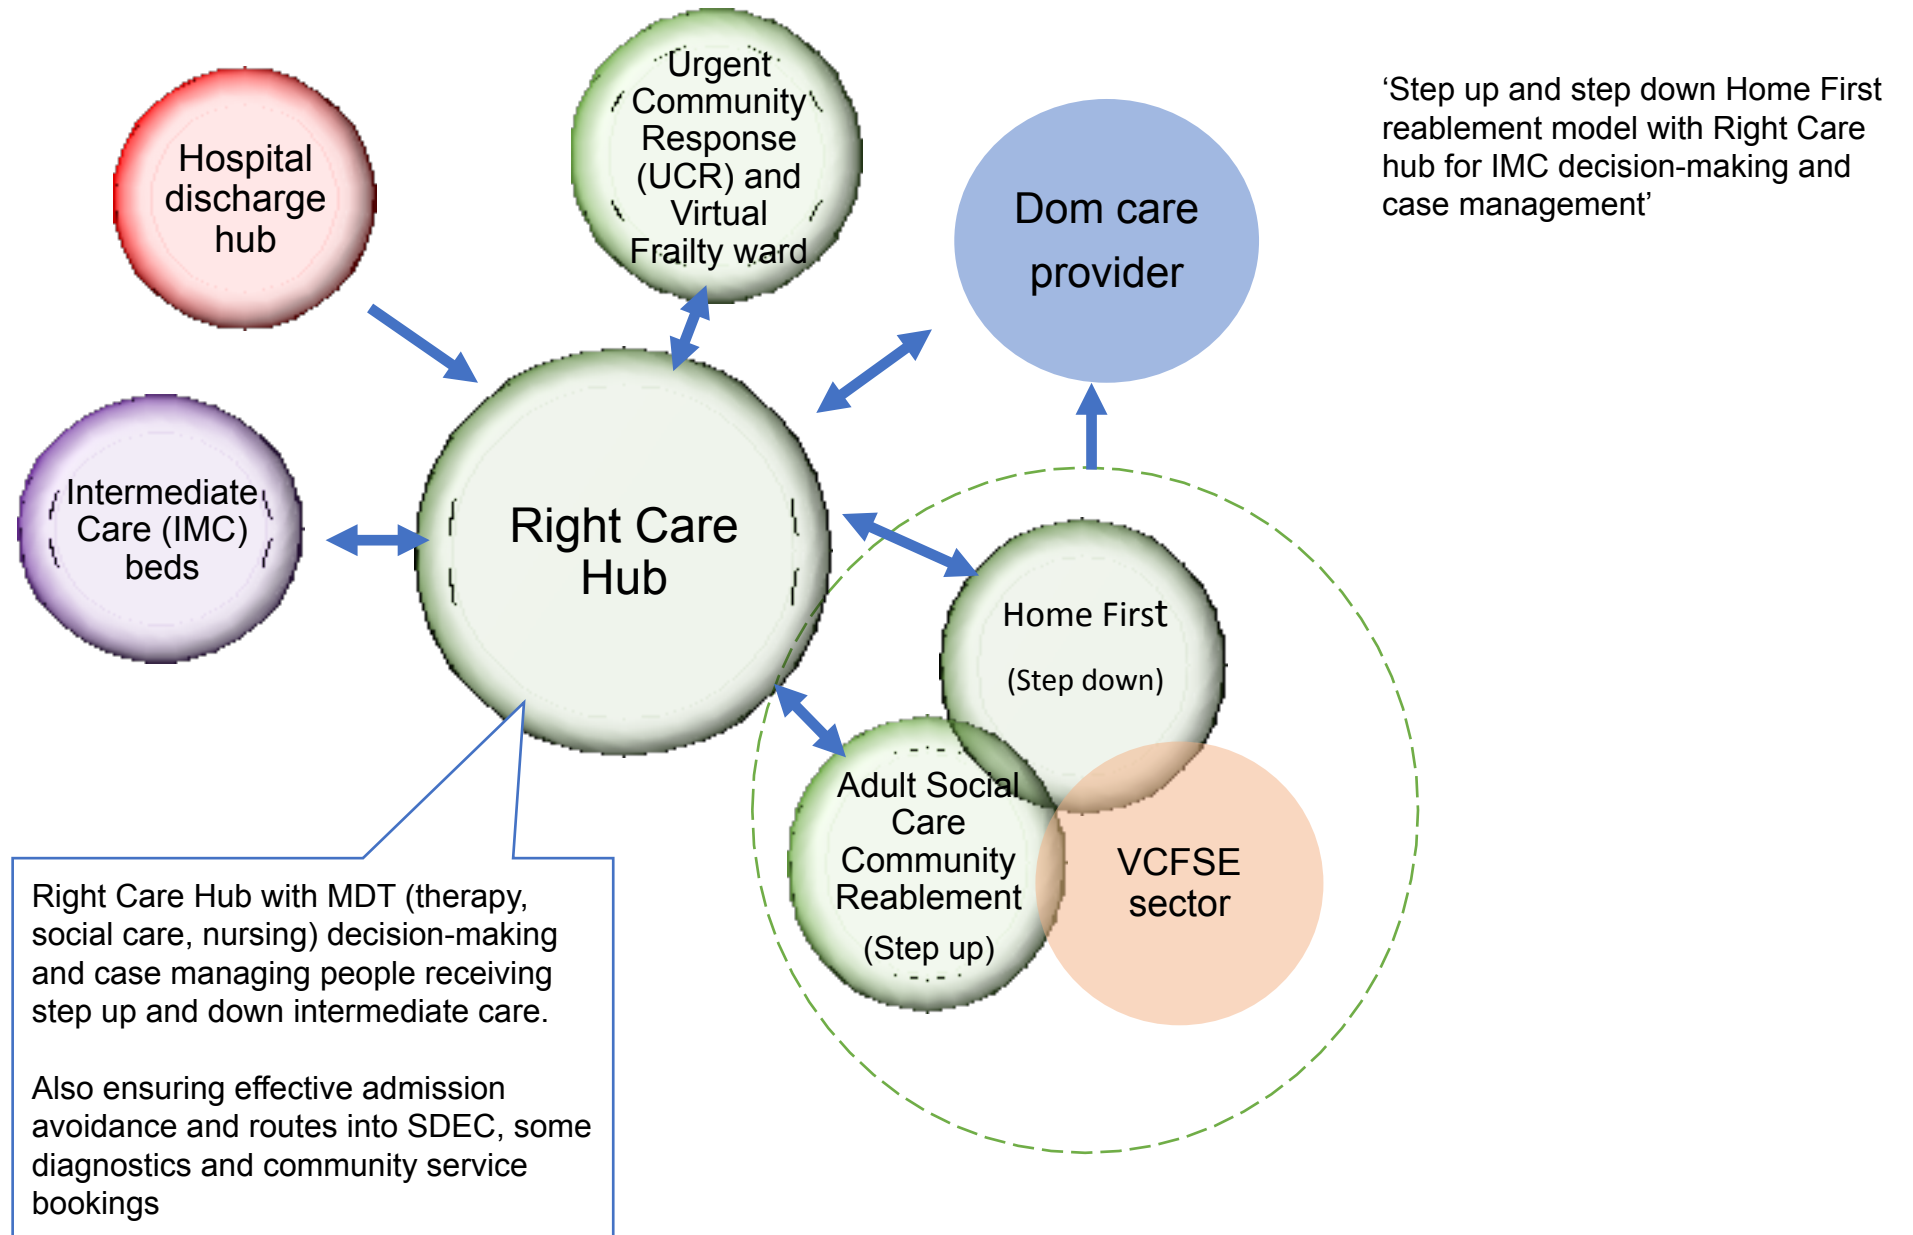 Hospital
discharge
hub
Urgent
Community
Response
(UCR) and
Virtual
Frailty ward
Dom care
provider
‘Step up and step down Home First
reablement model with Right Care
hub for IMC decision-making and
case management’
Intermediate
Care (IMC)
beds
Right Care
Hub
Home First
(Step down)
Adult Social
Care
Community
Reablement
(Step up)
VCFSE
sector
Right Care Hub with MDT (therapy,
social care, nursing) decision-making
and case managing people receiving
step up and down intermediate care.
Also ensuring effective admission
avoidance and routes into SDEC, some
diagnostics and community service
bookings